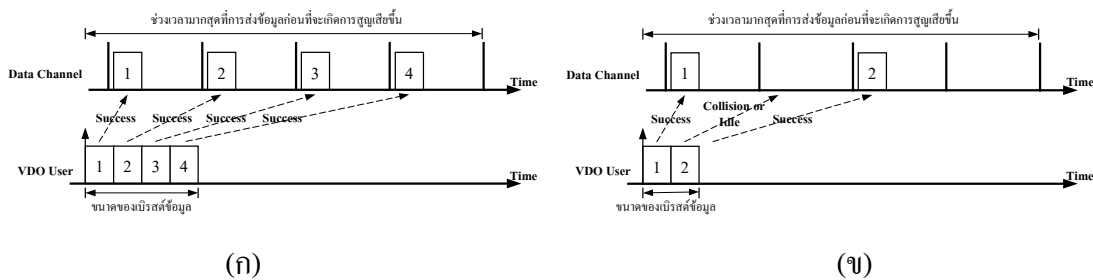 ช่วงเวลามากสุดที่การส่งข้อมูลก่อนที่จะเกิดการสูญเสียขึ้น
Data Channel
1
2
3
4
Time
Success
Success
Success
Success
VDO User
1
2
3
4
Time
ขนาดของเบิรสต์ข้อมูล
(ก)
ช่วงเวลามากสุดที่การส่งข้อมูลก่อนที่จะเกิดการสูญเสียขึ้น
Data Channel
1
2
Time
Success
Collision or
Idle
Success
VDO User
1
2
Time
ขนาดของเบิรสต์ข้อมูล
(ข)